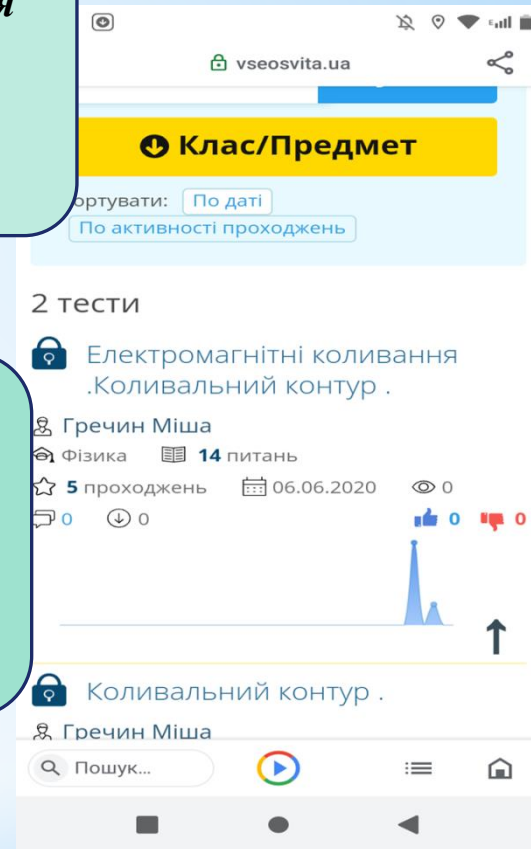 я
vseosvita.ua
Клас/Предмет
ортувати: По даті
По активності проходжень
2 тести
Електромагнітні коливання
.Коливальний контур .
Гречин Міша
Фізика 14 питань
5 проходжень 06.06.2020 0
0 0 0 0
Коливальний контур .
Гречин Міша
Пошук...